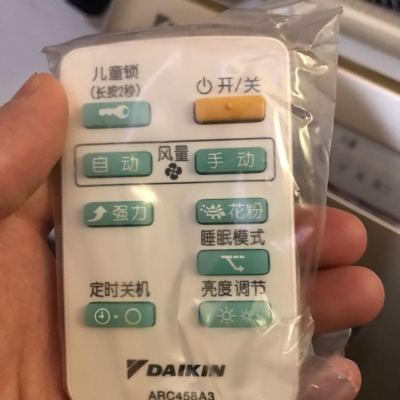 儿童锁
(长按2秒)
开/关
风量
自动
手动
强力
花粉
睡眠模式
定时关机
亮度调节
DAIKIN
ARC458A3